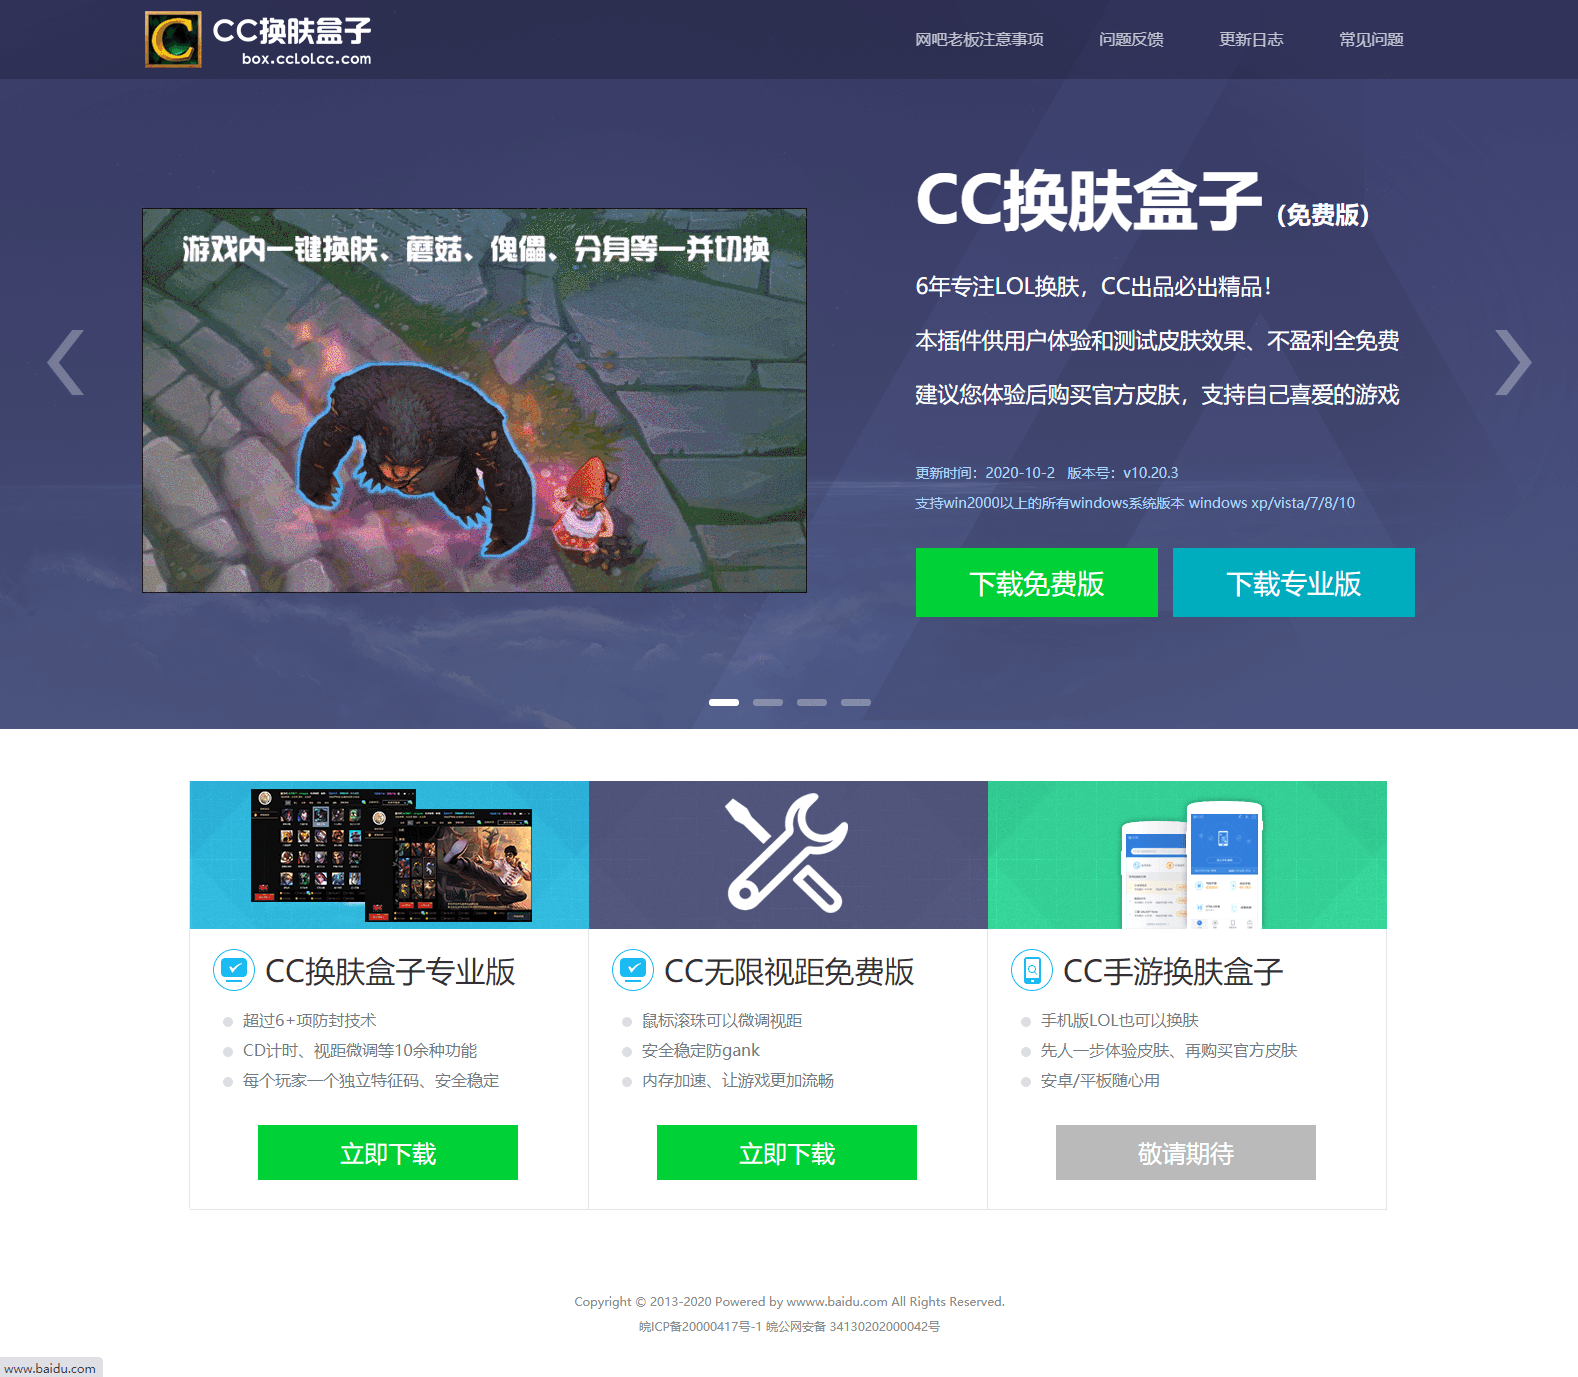 CC换肤盒子
box.cclolcc.com
网吧老板注意事项 问题反馈 更新日志 常见问题
游戏内一键换肤、蘑菇、傀儡、分身等一并切换
CC换肤盒子（免费版）
6年专注LOL换肤，CC出品必出精品！
本插件供用户体验和测试皮肤效果、不盈利全免费
建议您体验后购买官方皮肤，支持自己喜爱的游戏
更新时间：2020-10-2 版本号：v10.20.3
支持win2000以上的所有windows系统版本 windows xp/vista/7/8/10
下载免费版 下载专业版
CC换肤盒子专业版
超过6+项防封技术
CD计时、视距微调等10余种功能
每个玩家一个独立特征码、安全稳定
立即下载
CC无限视距免费版
鼠标滚珠可以微调视距
安全稳定防gank
内存加速、让游戏更加流畅
立即下载
CC手游换肤盒子
手机版LOL也可以换肤
先人一步体验皮肤、再购买官方皮肤
安卓/平板随心用
敬请期待
Copyright © 2013-2020 Powered by wwww.baidu.com All Rights Reserved.
皖ICP备20000417号-1 皖公网安备 34130202000042号
www.baidu.com